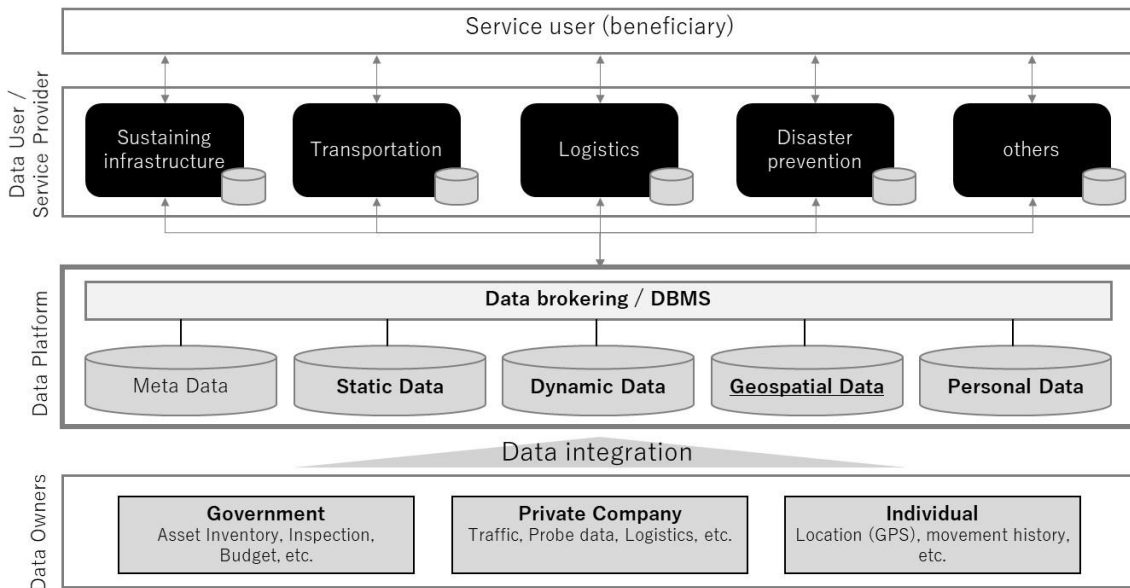 Service user (beneficiary)
Data User /
Service Provider
Sustaining
infrastructure
Transportation
Logistics
Disaster
prevention
others
Data Platform
Data brokering / DBMS
Meta Data
Static Data
Dynamic Data
Geospatial Data
Personal Data
Data integration
Data Owners
Government
Asset Inventory, Inspection,
Budget, etc.
Private Company
Traffic, Probe data, Logistics, etc.
Individual
Location (GPS), movement history,
etc.